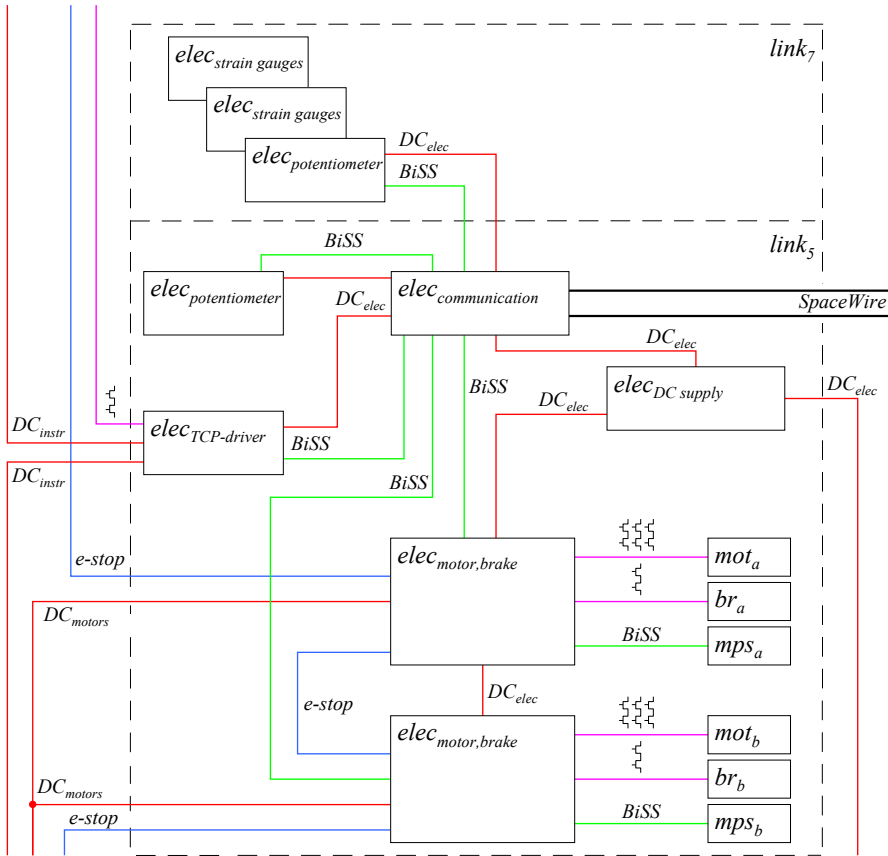 link7
elecstrain gauges
elecstrain gauges
DCelec
elecpotentiometer
BiSS
BiSS
link5
elecpotentiometer
DCelec
eleccommunication
SpaceWire
DCelec
BiSS
elecDC supply
DCelec
DCelec
DCinstr
elecTCP-driver
BiSS
DCinstr
BiSS
e-stop
elecmotor,brake
mota
bra
DCmotors
BiSS
mpsa
DCelec
e-stop
elecmotor,brake
motb
brb
DCmotors
e-stop
BiSS
mpsb